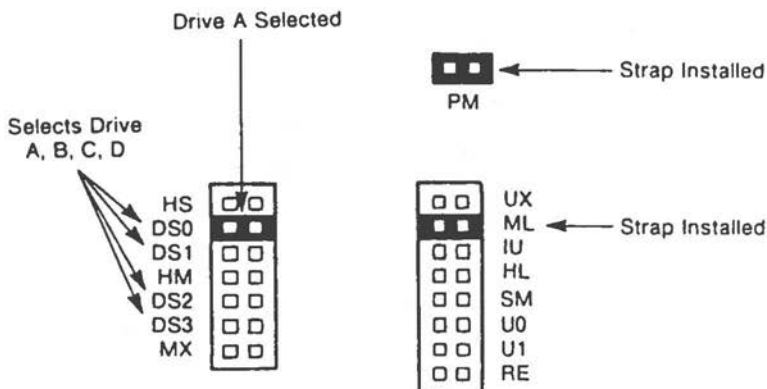 Drive A Selected
Strap Installed
PM
Selects Drive
A, B, C, D
HS
DS0
DS1
HM
DS2
DS3
MX
UX
ML
Strap Installed
IU
HL
SM
U0
U1
RE